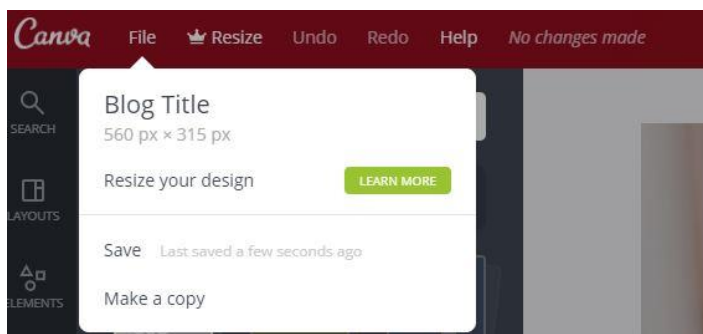 Canva File Resize Undo Redo Help No changes made
Blog Title
560 px × 315 px
SEARCH
Resize your design LEARN MORE
LAYOUTS
Save Last saved a few seconds ago
ELEMENTS
Make a copy